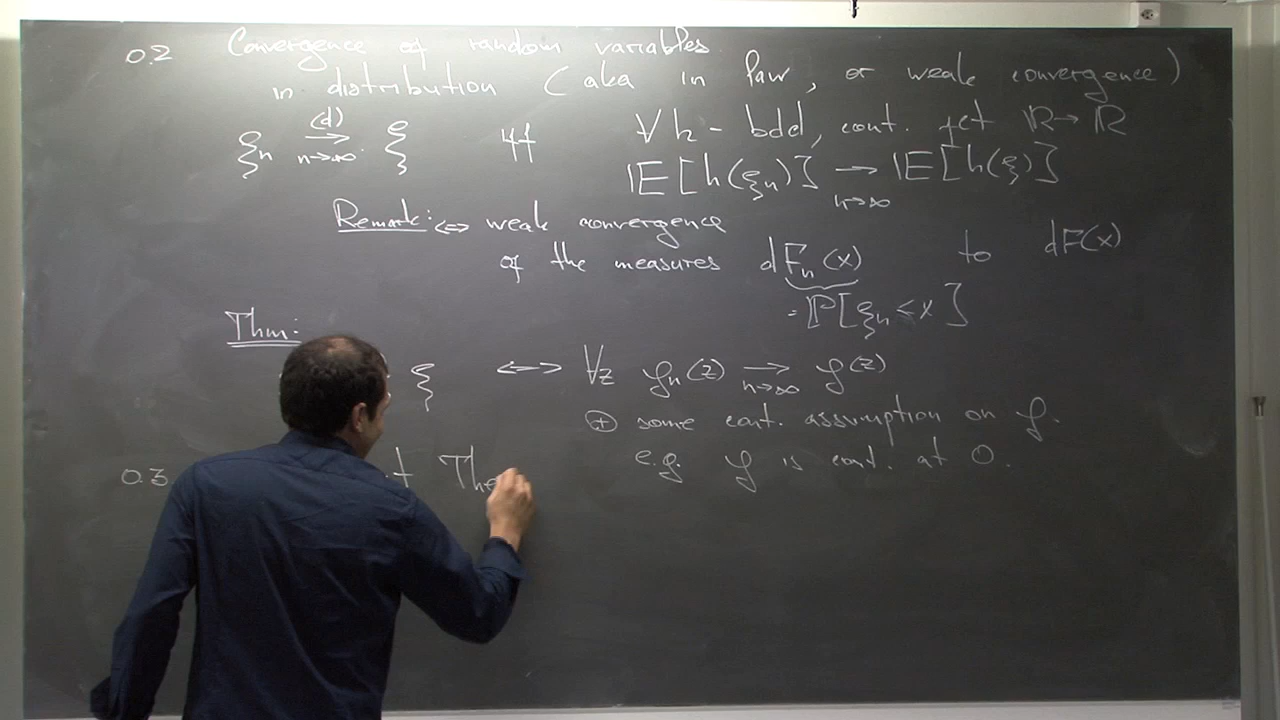 0.2 Convergence of random variables
in distribution (aka in law, or weak convergence)
ξₙ →(d) n→∞ ξ iff ∀h - bdd, cont. fct ℝ→ℝ
𝔼[h(ξₙ)] → n→∞ 𝔼[h(ξ)]
Remark: ⇔ weak convergence
of the measures dFₙ(x) to dF(x)
= ℙ[ξₙ ≤ x]
Thm:
ξ ⟷ ∀z φₙ(z) → n→∞ φ(z)
⊕ some cont. assumption on φ.
e.g. φ is cont. at 0.
0.3 t The